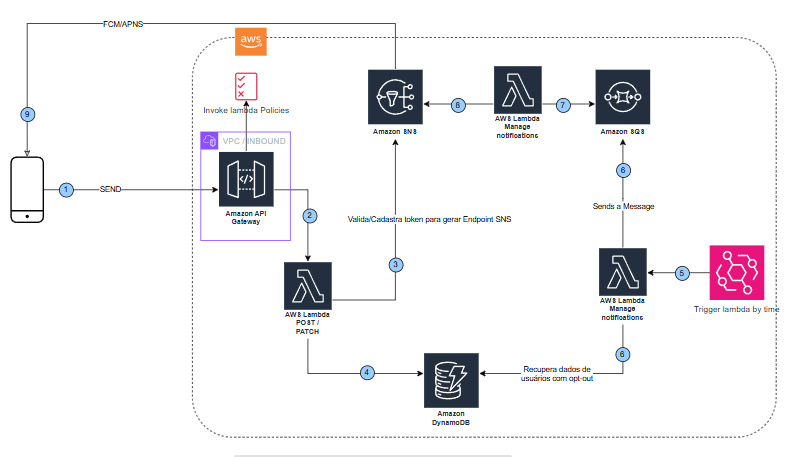 FCM/APNS
aws
Invoke lambda Policies
Amazon SNS
8
AWS Lambda
Manage
notifications
7
Amazon SQS
9
VPC / INBOUND
1
SEND
Amazon API
Gateway
2
Valida/Cadastra token para gerar Endpoint SNS
6
Sends a Message
3
AWS Lambda
POST /
PATCH
AWS Lambda
Manage
notifications
5
Trigger lambda by time
4
Amazon
DynamoDB
Recupera dados de
usuários com opt-out
6